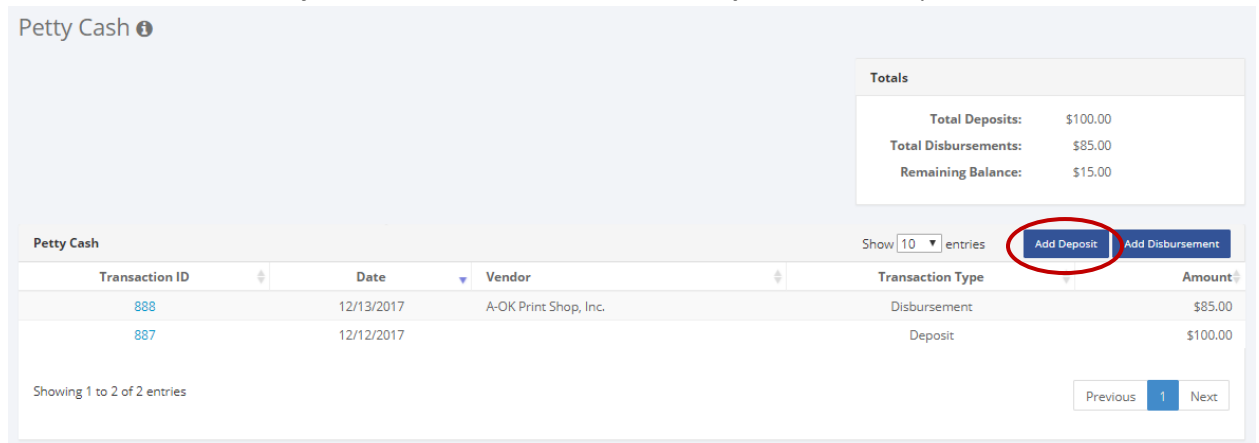 Petty Cash
Totals
Total Deposits: $100.00
Total Disbursements: $85.00
Remaining Balance: $15.00
Petty Cash Show 10 entries Add Deposit Add Disbursement
Transaction ID Date Vendor Transaction Type Amount
888 12/13/2017 A-OK Print Shop, Inc. Disbursement $85.00
887 12/12/2017 Deposit $100.00
Showing 1 to 2 of 2 entries Previous 1 Next